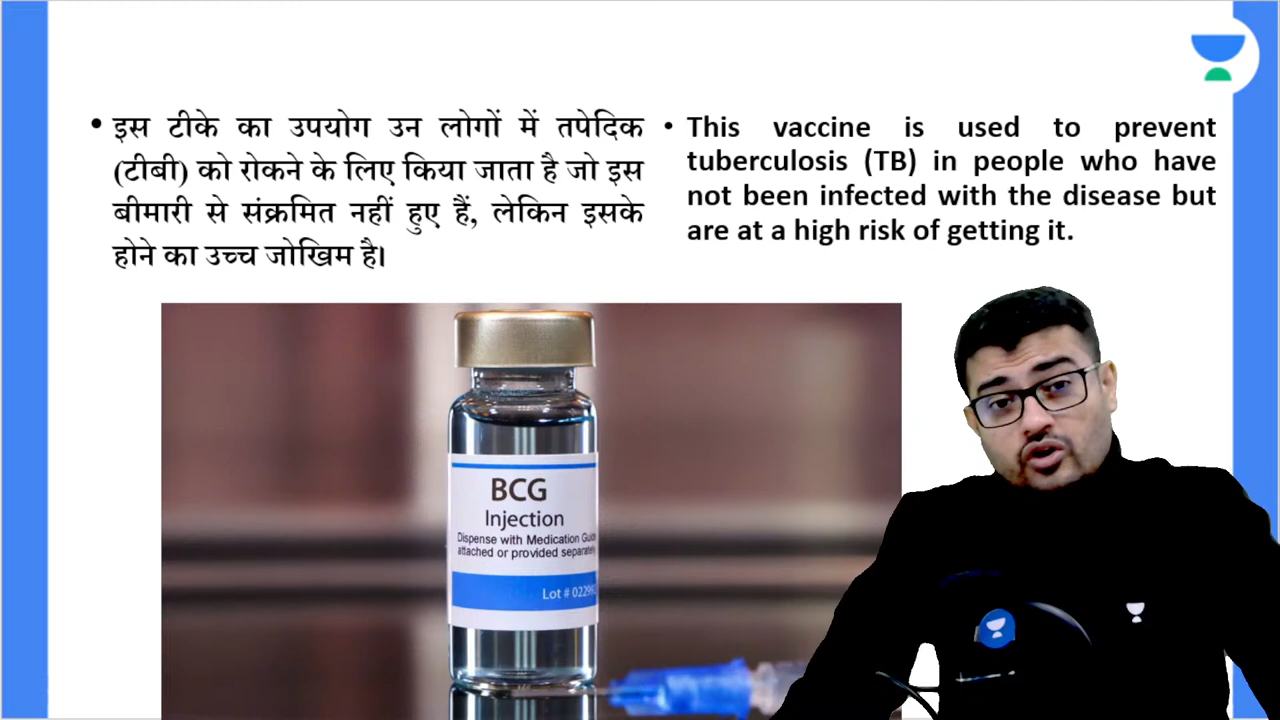 • इस टीके का उपयोग उन लोगों में तपेदिक
(टीबी) को रोकने के लिए किया जाता है जो इस
बीमारी से संक्रमित नहीं हुए हैं, लेकिन इसके
होने का उच्च जोखिम है।
• This vaccine is used to prevent
tuberculosis (TB) in people who have
not been infected with the disease but
are at a high risk of getting it.
BCG
Injection
Dispense with Medication
attached or provided separately
Lot #